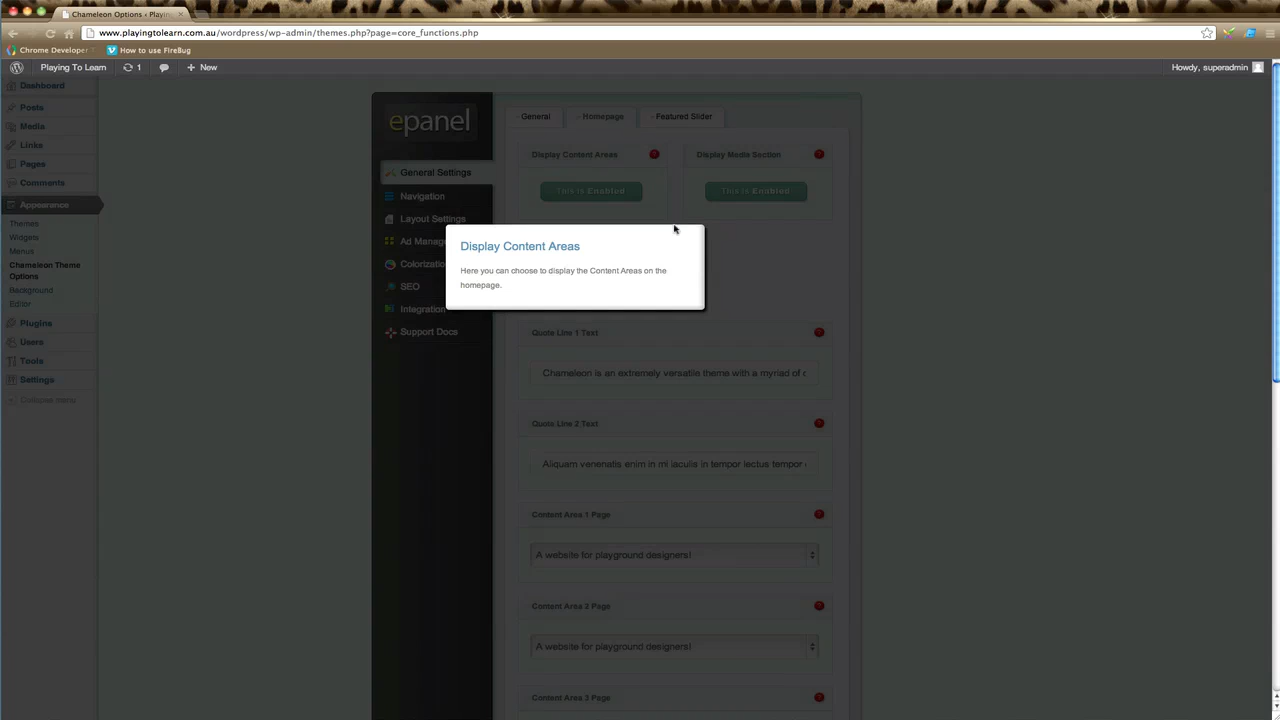 Chameleon Options ‹ Playin
www.playingtolearn.com.au/wordpress/wp-admin/themes.php?page=core_functions.php
Chrome Developer T
How to use FireBug
Playing To Learn
1
+ New
Howdy, superadmin
Dashboard
Posts
Media
Links
Pages
Comments
Appearance
Themes
Widgets
Menus
Chameleon Theme
Options
Background
Editor
Plugins
Users
Tools
Settings
Collapse menu
epanel
General Settings
Navigation
Layout Settings
Ad Manag
Colorizatio
SEO
Integration
Support Docs
General
Homepage
Featured Slider
Display Content Areas
Display Media Section
This is Enabled
This is Enabled
Display Content Areas
Here you can choose to display the Content Areas on the
homepage.
Quote Line 1 Text
Chameleon is an extremely versatile theme with a myriad of o
Quote Line 2 Text
Aliquam venenatis enim in mi iaculis in tempor lectus tempor
Content Area 1 Page
A website for playground designers!
Content Area 2 Page
A website for playground designers!
Content Area 3 Page